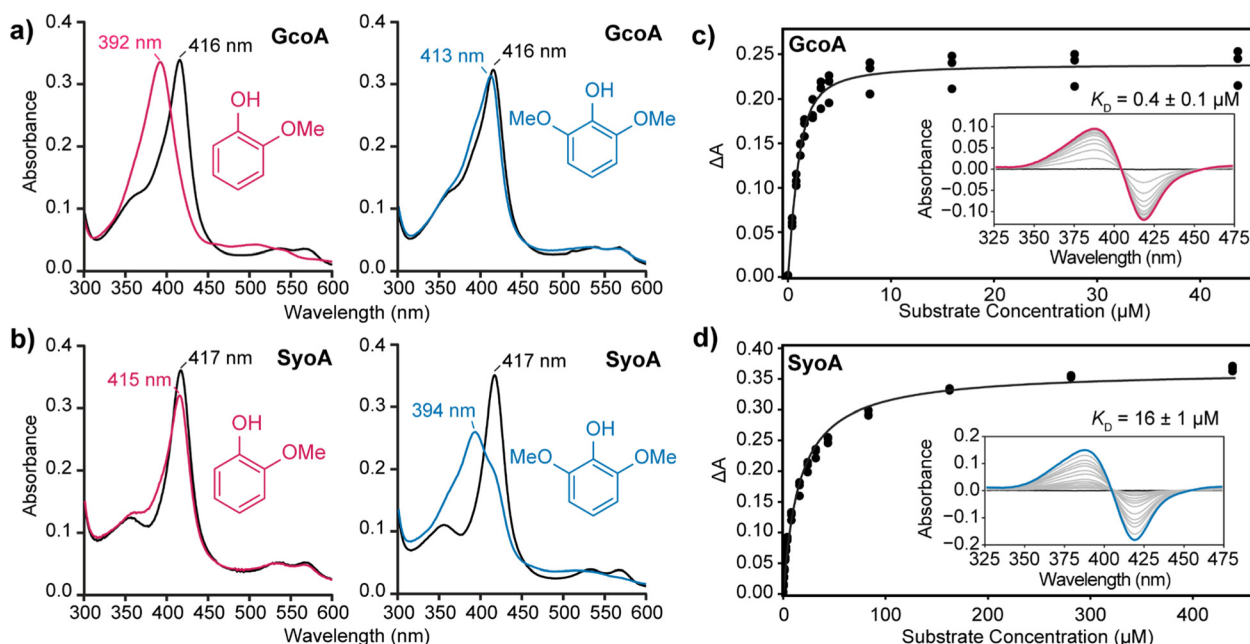 a)
0.4
0.3
0.2
0.1
0.0
Absorbance
392 nm
416 nm
GcoA
OH
OMe
300 350 400 450 500 550 600
0.4
0.3
0.2
0.1
0.0
413 nm
416 nm
GcoA
OH
MeO
OMe
300 350 400 450 500 550 600
Wavelength (nm)
b)
0.4
0.3
0.2
0.1
0.0
Absorbance
415 nm
417 nm
SyoA
OH
OMe
300 350 400 450 500 550 600
Wavelength (nm)
0.4
0.3
0.2
0.1
0.0
394 nm
417 nm
SyoA
OH
MeO
OMe
300 350 400 450 500 550 600
Wavelength (nm)
c)
GcoA
0.25
0.20
0.15
0.10
0.05
0.00
ΔA
KD = 0.4 ± 0.1 µM
0.10
0.05
0.00
−0.05
−0.10
Absorbance
325 350 375 400 425 450 475
Wavelength (nm)
0 10 20 30 40
Substrate Concentration (µM)
d)
SyoA
0.40
0.35
0.30
0.25
0.20
0.15
0.10
0.05
0.00
ΔA
KD = 16 ± 1 µM
0.2
0.1
0.0
−0.1
−0.2
Absorbance
325 350 375 400 425 450 475
Wavelength (nm)
0 100 200 300 400
Substrate Concentration (µM)